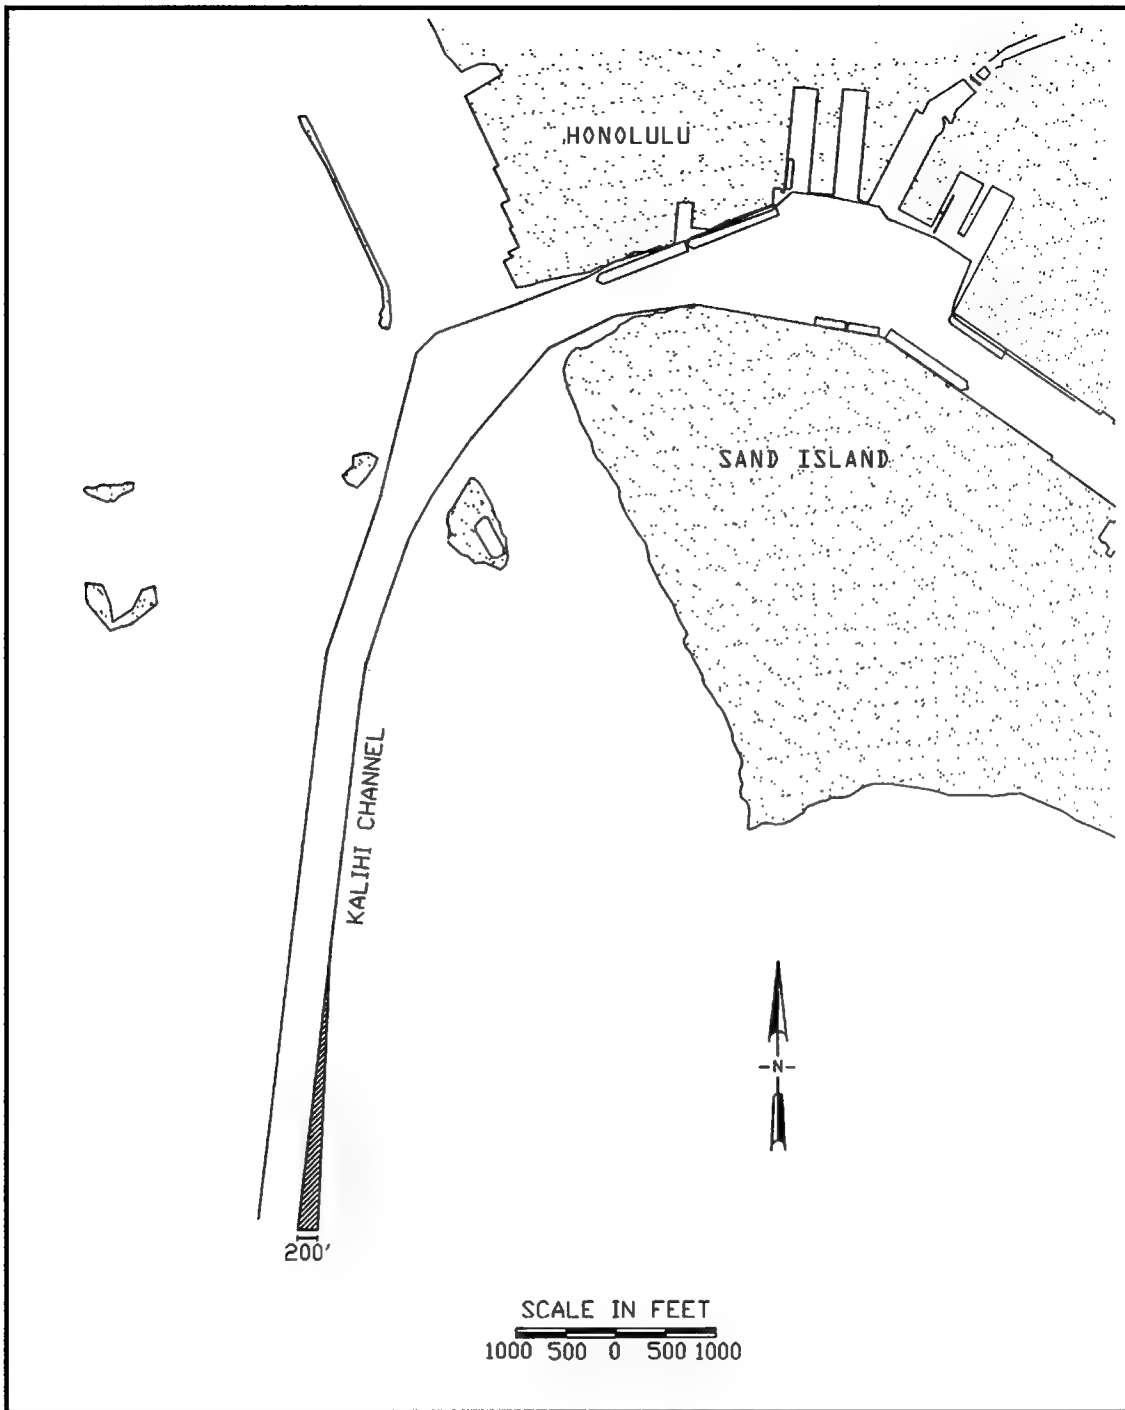 HONOLULU
SAND ISLAND
KALIHI CHANNEL
-N-
200'
SCALE IN FEET
1000 500 0 500 1000